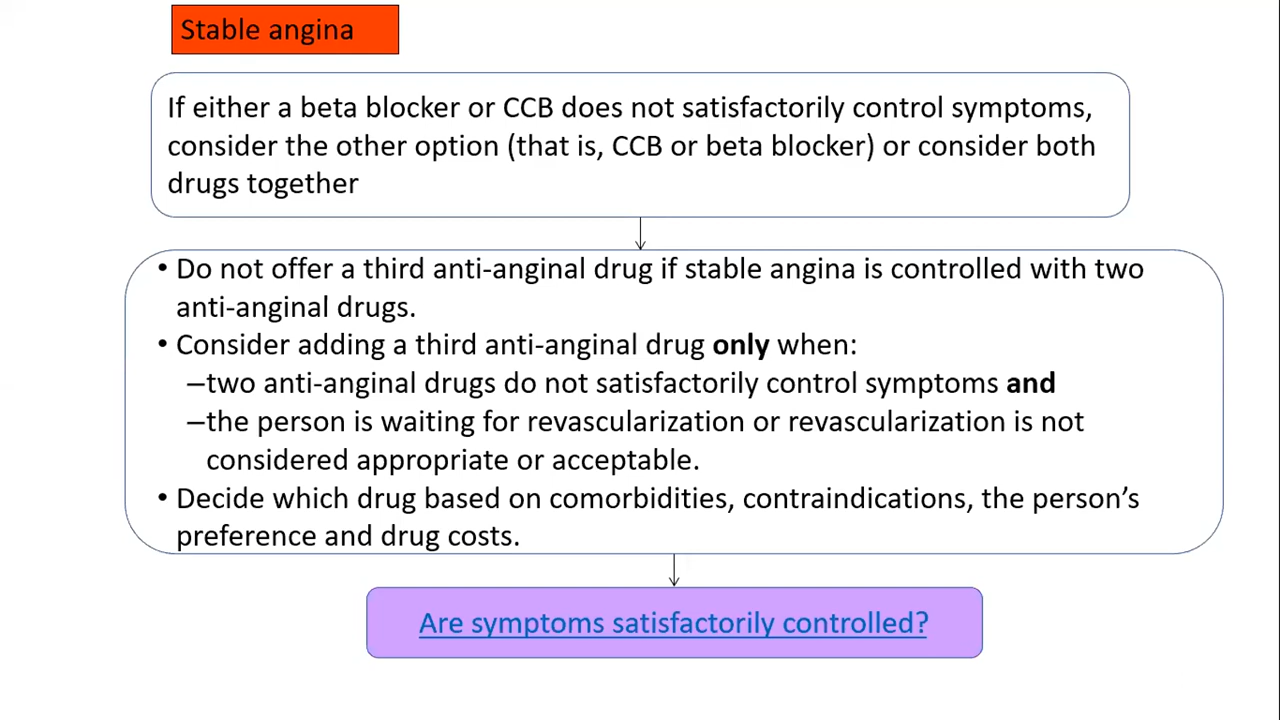 Stable angina
If either a beta blocker or CCB does not satisfactorily control symptoms,
consider the other option (that is, CCB or beta blocker) or consider both
drugs together
• Do not offer a third anti-anginal drug if stable angina is controlled with two
anti-anginal drugs.
• Consider adding a third anti-anginal drug only when:
–two anti-anginal drugs do not satisfactorily control symptoms and
–the person is waiting for revascularization or revascularization is not
considered appropriate or acceptable.
• Decide which drug based on comorbidities, contraindications, the person’s
preference and drug costs.
Are symptoms satisfactorily controlled?